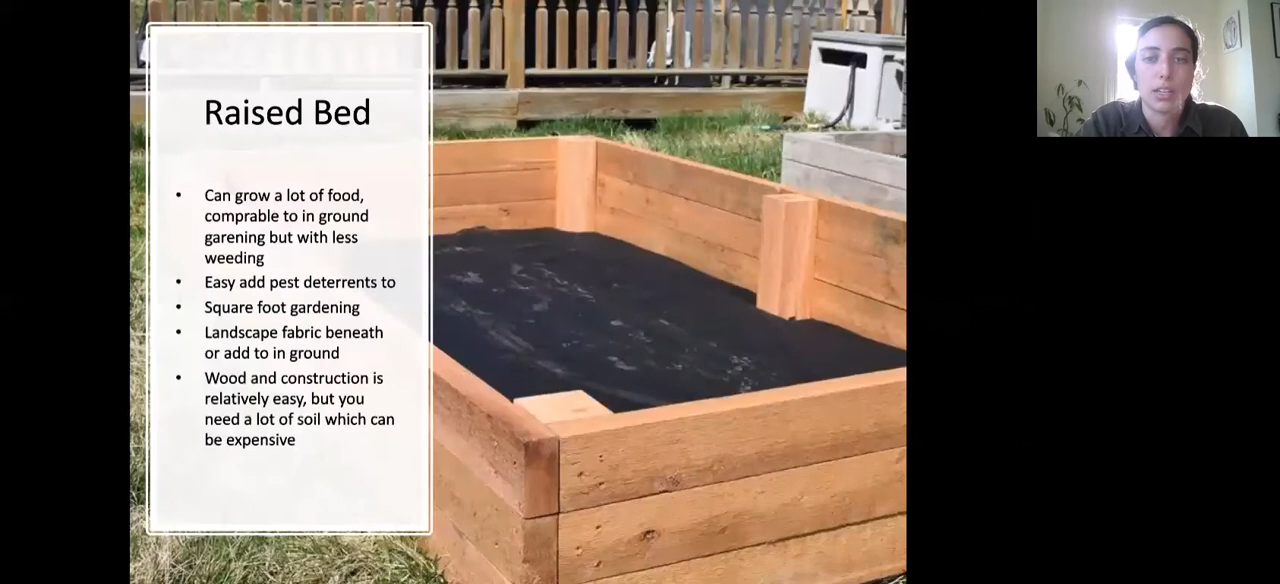 Raised Bed
• Can grow a lot of food,
comprable to in ground
garening but with less
weeding
• Easy add pest deterrents to
• Square foot gardening
• Landscape fabric beneath
or add to in ground
• Wood and construction is
relatively easy, but you
need a lot of soil which can
be expensive